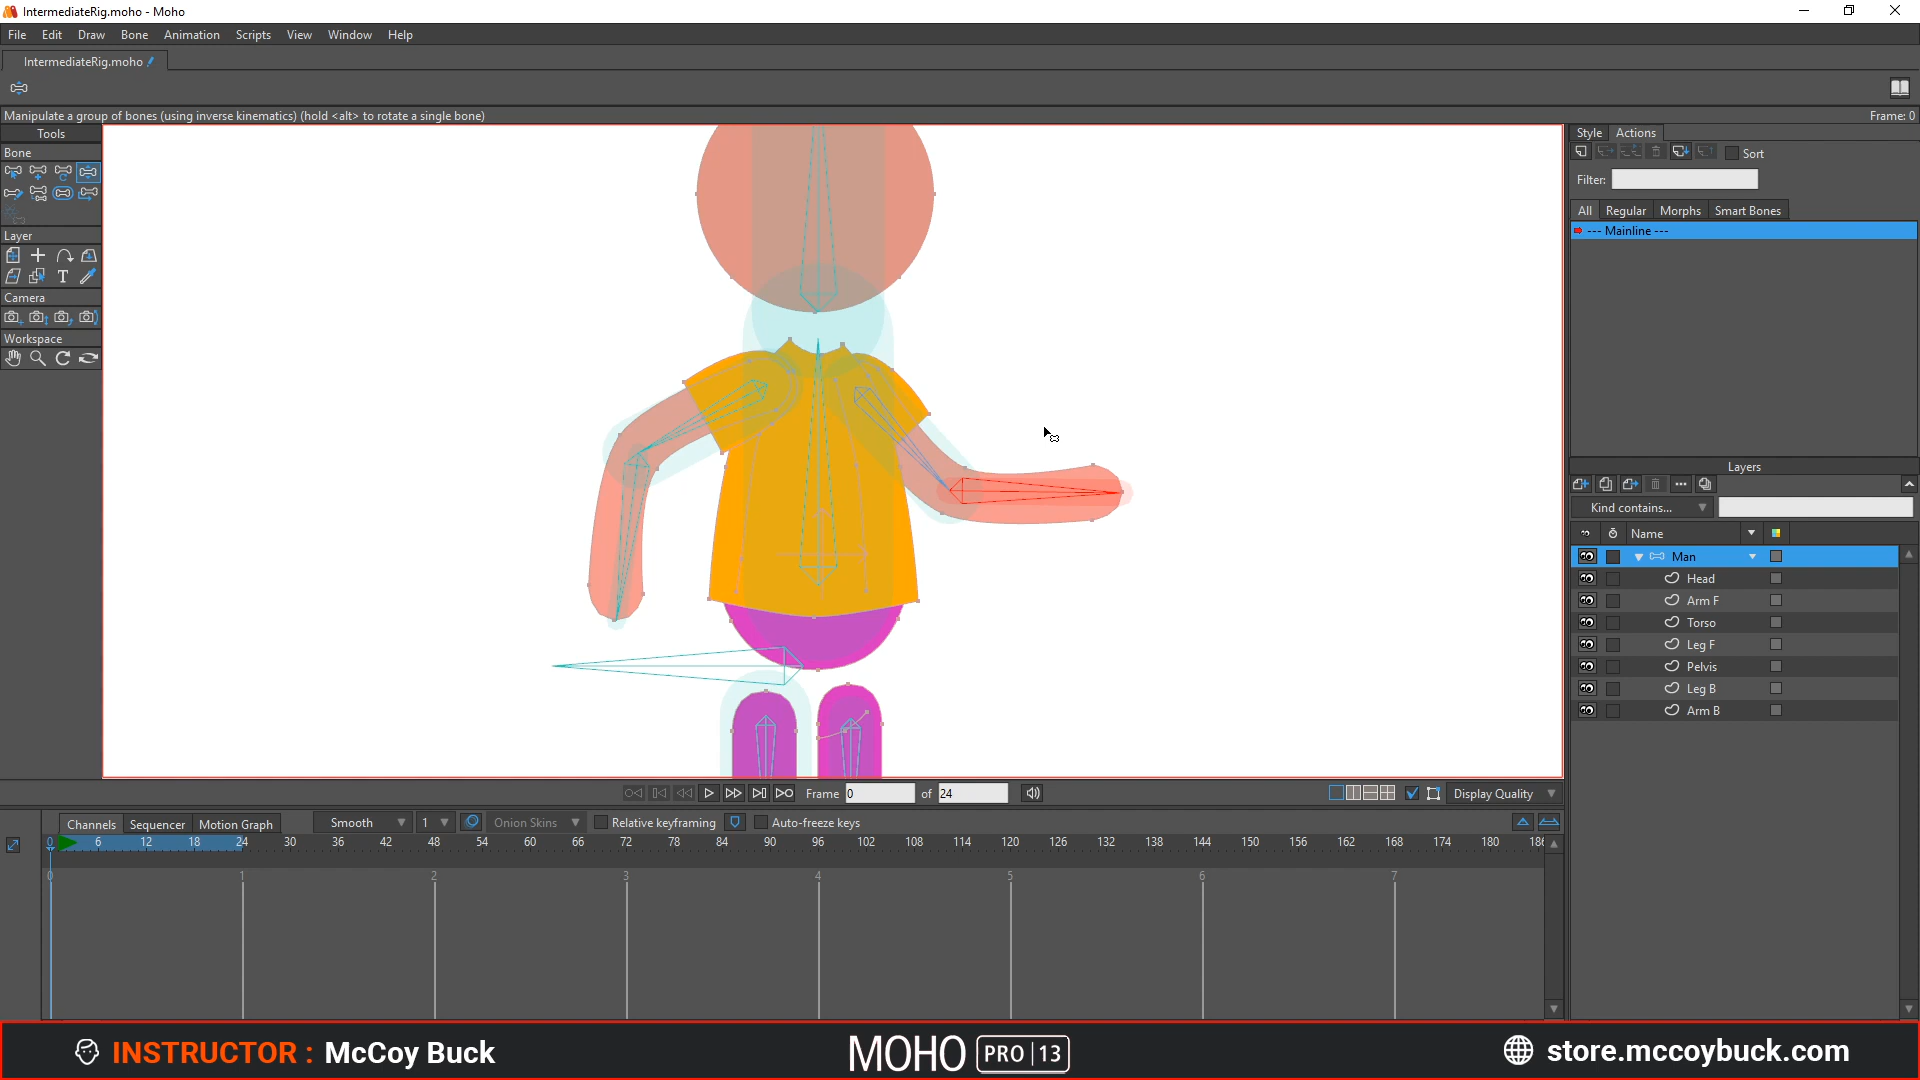 IntermediateRig.moho - Moho
File Edit Draw Bone Animation Scripts View Window Help
IntermediateRig.moho
Manipulate a group of bones (using inverse kinematics) (hold <alt> to rotate a single bone)
Frame: 0
Tools
Bone
Layer
Camera
Workspace
Style Actions
Sort
Filter:
All Regular Morphs Smart Bones
--- Mainline ---
Layers
Kind contains...
Name
Man
Head
Arm F
Torso
Leg F
Pelvis
Leg B
Arm B
Frame 0 of 24
Display Quality
Channels Sequencer Motion Graph Smooth 1 Onion Skins Relative keyframing Auto-freeze keys
0 6 12 18 24 30 36 42 48 54 60 66 72 78 84 90 96 102 108 114 120 126 132 138 144 150 156 162 168 174 180 186
0 1 2 3 4 5 6 7
INSTRUCTOR : McCoy Buck
MOHO PRO | 13
store.mccoybuck.com